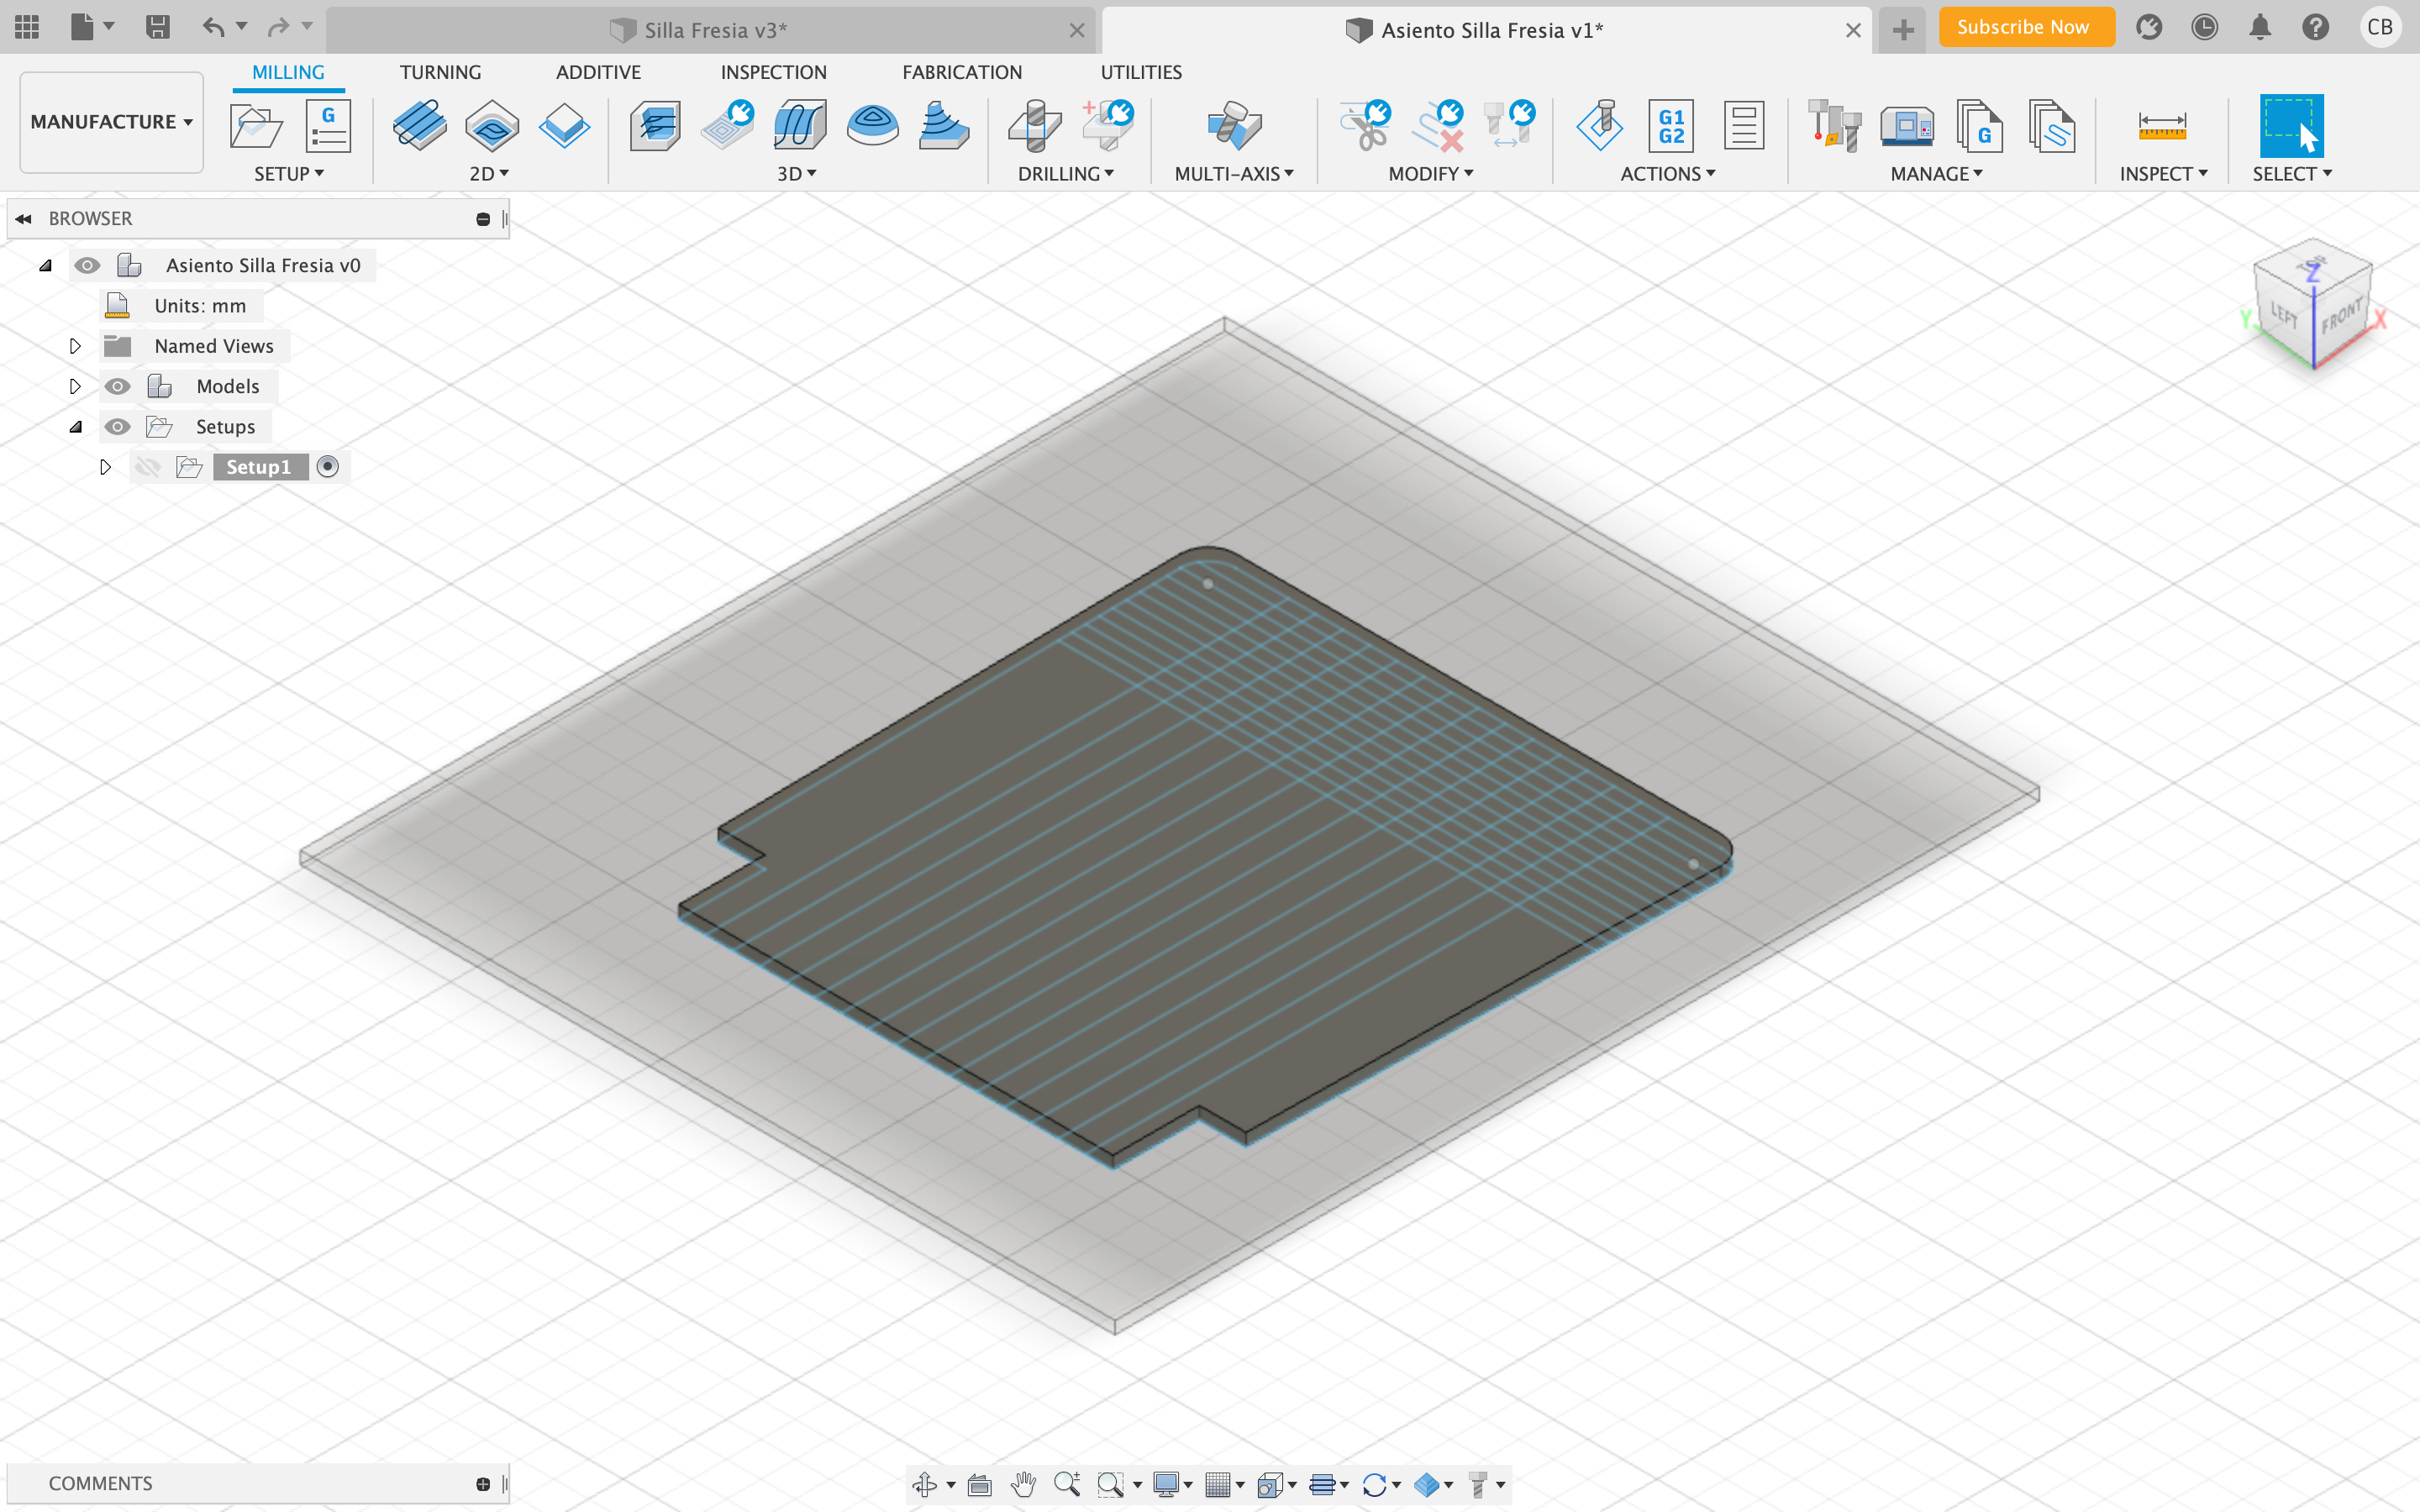 Silla Fresia v3*
Asiento Silla Fresia v1*
Subscribe Now
CB
MANUFACTURE
MILLING
TURNING
ADDITIVE
INSPECTION
FABRICATION
UTILITIES
G
G1
G2
G
SETUP
2D
3D
DRILLING
MULTI-AXIS
MODIFY
ACTIONS
MANAGE
INSPECT
SELECT
BROWSER
Asiento Silla Fresia v0
Units: mm
Named Views
Models
Setups
Setup1
TOP
Z
LEFT
FRONT
Y
X
COMMENTS